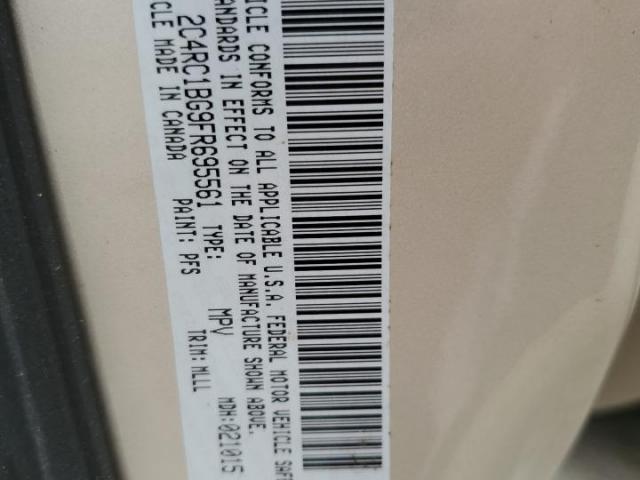 HICLE CONFORMS TO ALL APPLICABLE U.S.A. FEDERAL MOTOR VEHICLE SAF
ANDARDS IN EFFECT ON THE DATE OF MANUFACTURE SHOWN ABOVE.
2C4RC1BG9FR695561 TYPE: MPV MDH:021015
CLE MADE IN CANADA PAINT: PFS TRIM:MLLL